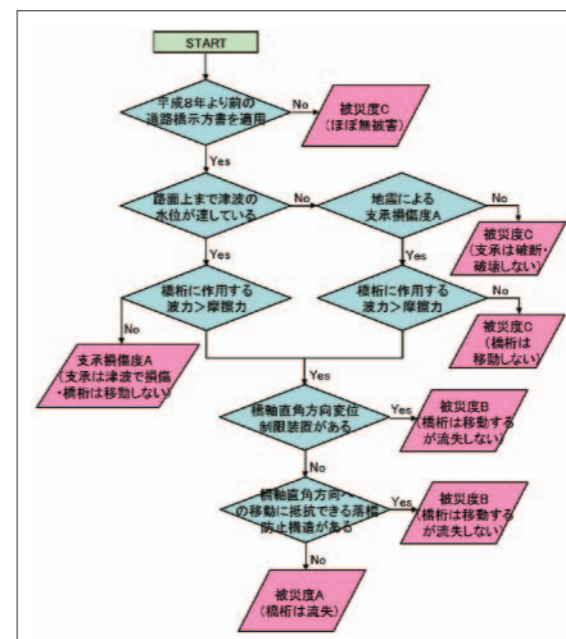 START
平成8年より前の
道路橋示方書を適用
No
被災度C
(ほぼ無被害)
Yes
路面上まで津波の
水位が達している
No
地震による
支承損傷度A
No
被災度C
(支承は破断・
破壊しない)
Yes
Yes
橋桁に作用する
波力>摩擦力
橋桁に作用する
波力>摩擦力
No
No
支承損傷度A
(支承は津波で損傷
・橋桁は移動しない)
被災度C
(橋桁は
移動しない)
Yes
橋軸直角方向変位
制限装置がある
Yes
被災度B
(橋桁は移動する
が流失しない)
No
橋軸直角方向へ
の移動に抵抗できる落橋
防止構造がある
Yes
被災度B
(橋桁は移動する
が流失しない)
No
被災度A
(橋桁は流失)